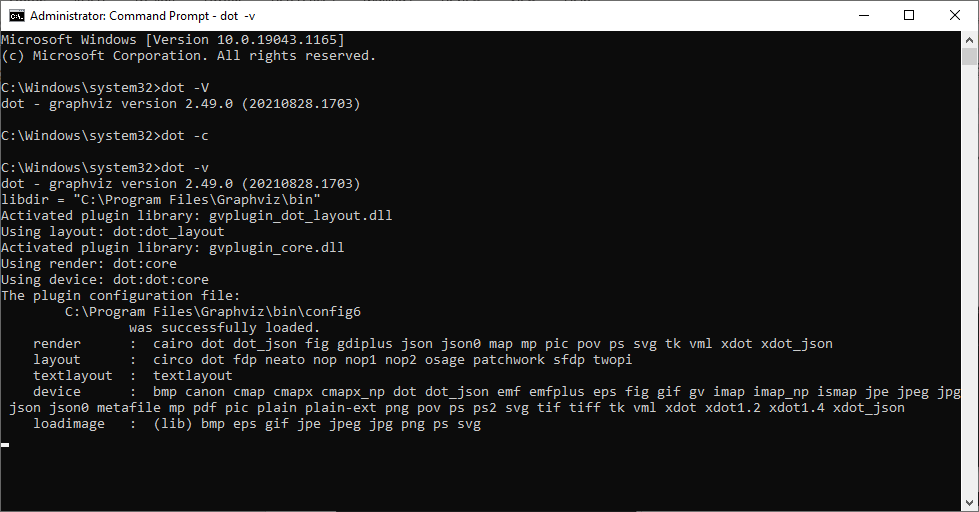 Administrator: Command Prompt - dot -v
Microsoft Windows [Version 10.0.19043.1165]
(c) Microsoft Corporation. All rights reserved.
C:\Windows\system32>dot -V
dot - graphviz version 2.49.0 (20210828.1703)
C:\Windows\system32>dot -c
C:\Windows\system32>dot -v
dot - graphviz version 2.49.0 (20210828.1703)
libdir = "C:\Program Files\Graphviz\bin"
Activated plugin library: gvplugin_dot_layout.dll
Using layout: dot:dot_layout
Activated plugin library: gvplugin_core.dll
Using render: dot:core
Using device: dot:dot:core
The plugin configuration file:
        C:\Program Files\Graphviz\bin\config6
                was successfully loaded.
    render      :  cairo dot dot_json fig gdiplus json json0 map mp pic pov ps svg tk vml xdot xdot_json
    layout      :  circo dot fdp neato nop nop1 nop2 osage patchwork sfdp twopi
    textlayout  :  textlayout
    device      :  bmp canon cmap cmapx cmapx_np dot dot_json emf emfplus eps fig gif gv imap imap_np ismap jpe jpeg jpg
 json json0 metafile mp pdf pic plain plain-ext png pov ps ps2 svg tif tiff tk vml xdot xdot1.2 xdot1.4 xdot_json
    loadimage   :  (lib) bmp eps gif jpe jpeg jpg png ps svg